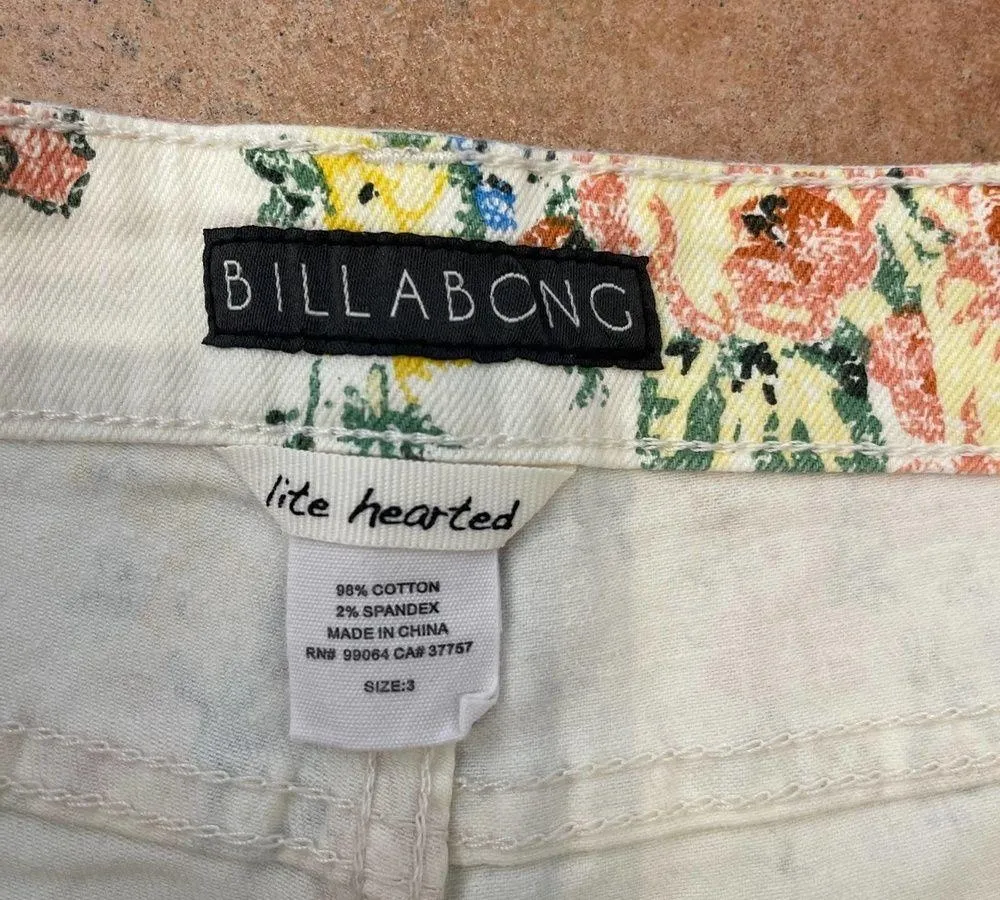 BILLABONG
lite hearted
98% COTTON
2% SPANDEX
MADE IN CHINA
RN# 99064 CA# 37757
SIZE:3